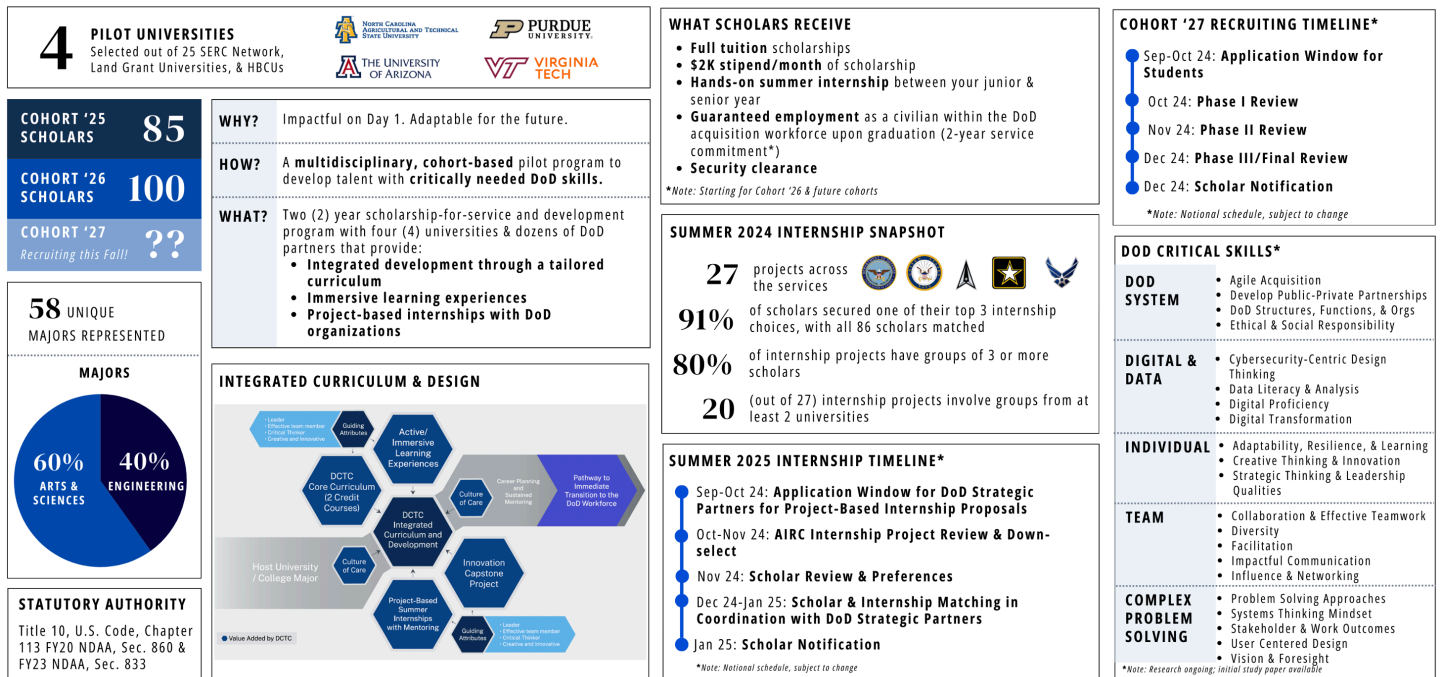 4
PILOT UNIVERSITIES
Selected out of 25 SERC Network,
Land Grant Universities, & HBCUs
NORTH CAROLINA
AGRICULTURAL AND TECHNICAL
STATE UNIVERSITY
PURDUE
UNIVERSITY®
THE UNIVERSITY
OF ARIZONA
VIRGINIA
TECH
COHORT '25
SCHOLARS
85
COHORT '26
SCHOLARS
100
COHORT '27
Recruiting this Fall!
??
58 UNIQUE
MAJORS REPRESENTED
MAJORS
60%
ARTS &
SCIENCES
40%
ENGINEERING
STATUTORY AUTHORITY
Title 10, U.S. Code, Chapter
113 FY20 NDAA, Sec. 860 &
FY23 NDAA, Sec. 833
WHY?
Impactful on Day 1. Adaptable for the future.
HOW?
A multidisciplinary, cohort-based pilot program to
develop talent with critically needed DoD skills.
WHAT?
Two (2) year scholarship-for-service and development
program with four (4) universities & dozens of DoD
partners that provide:
• Integrated development through a tailored
curriculum
• Immersive learning experiences
• Project-based internships with DoD
organizations
INTEGRATED CURRICULUM & DESIGN
• Leader
• Effective team member
• Critical Thinker
• Creative and Innovative
Guiding
Attributes
Active/
Immersive
Learning
Experiences
DCTC
Core Curriculum
(2 Credit
Courses)
Culture
of Care
Career Planning
and
Sustained
Mentoring
Pathway to
Immediate
Transition to the
DoD Workforce
DCTC
Integrated
Curriculum and
Development
Host University
/ College Major
Culture
of Care
Innovation
Capstone
Project
Project-Based
Summer
Internships
with Mentoring
Guiding
Attributes
• Leader
• Effective team member
• Critical Thinker
• Creative and Innovative
Value Added by DCTC
WHAT SCHOLARS RECEIVE
• Full tuition scholarships
• $2K stipend/month of scholarship
• Hands-on summer internship between your junior &
senior year
• Guaranteed employment as a civilian within the DoD
acquisition workforce upon graduation (2-year service
commitment*)
• Security clearance
*Note: Starting for Cohort '26 & future cohorts
SUMMER 2024 INTERNSHIP SNAPSHOT
27
projects across
the services
91%
of scholars secured one of their top 3 internship
choices, with all 86 scholars matched
80%
of internship projects have groups of 3 or more
scholars
20
(out of 27) internship projects involve groups from at
least 2 universities
SUMMER 2025 INTERNSHIP TIMELINE*
Sep-Oct 24: Application Window for DoD Strategic
Partners for Project-Based Internship Proposals
Oct-Nov 24: AIRC Internship Project Review & Down-
select
Nov 24: Scholar Review & Preferences
Dec 24-Jan 25: Scholar & Internship Matching in
Coordination with DoD Strategic Partners
Jan 25: Scholar Notification
*Note: Notional schedule, subject to change
COHORT '27 RECRUITING TIMELINE*
Sep-Oct 24: Application Window for
Students
Oct 24: Phase I Review
Nov 24: Phase II Review
Dec 24: Phase III/Final Review
Dec 24: Scholar Notification
*Note: Notional schedule, subject to change
DOD CRITICAL SKILLS*
DOD
SYSTEM
• Agile Acquisition
• Develop Public-Private Partnerships
• DoD Structures, Functions, & Orgs
• Ethical & Social Responsibility
DIGITAL &
DATA
• Cybersecurity-Centric Design
Thinking
• Data Literacy & Analysis
• Digital Proficiency
• Digital Transformation
INDIVIDUAL
• Adaptability, Resilience, & Learning
• Creative Thinking & Innovation
• Strategic Thinking & Leadership
Qualities
TEAM
• Collaboration & Effective Teamwork
• Diversity
• Facilitation
• Impactful Communication
• Influence & Networking
COMPLEX
PROBLEM
SOLVING
• Problem Solving Approaches
• Systems Thinking Mindset
• Stakeholder & Work Outcomes
• User Centered Design
• Vision & Foresight
*Note: Research ongoing; initial study paper available